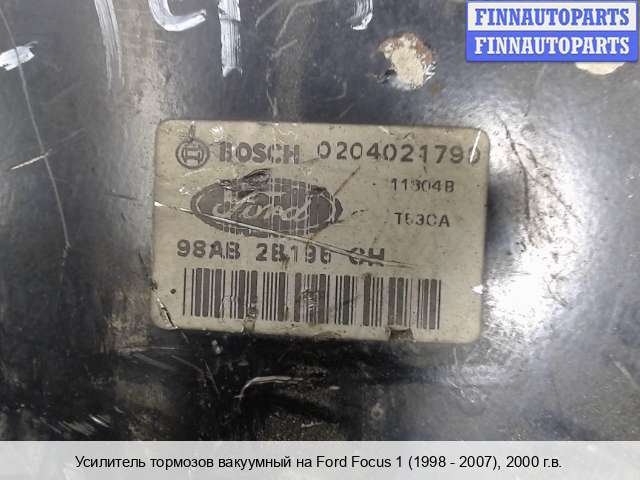 FINNAUTOPARTS
FINNAUTOPARTS
BOSCH 0204021790
11304B
Ford
T53CA
98AB 2B195 CH
Усилитель тормозов вакуумный на Ford Focus 1 (1998 - 2007), 2000 г.в.